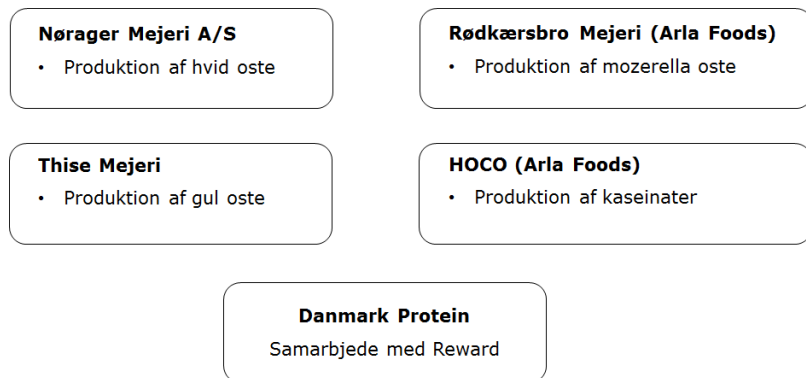 Nørager Mejeri A/S
• Produktion af hvid oste
Rødkærsbro Mejeri (Arla Foods)
• Produktion af mozerella oste
Thise Mejeri
• Produktion af gul oste
HOCO (Arla Foods)
• Produktion af kaseinater
Danmark Protein
Samarbjede med Reward